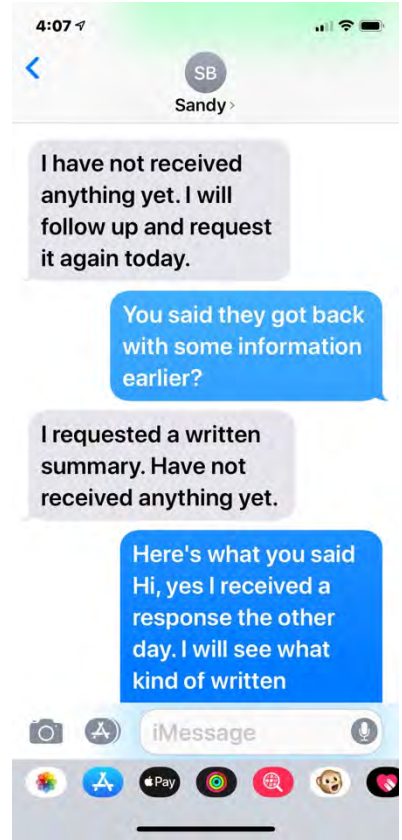 4:07
SB
Sandy
I have not received
anything yet. I will
follow up and request
it again today.
You said they got back
with some information
earlier?
I requested a written
summary. Have not
received anything yet.
Here's what you said
Hi, yes I received a
response the other
day. I will see what
kind of written
iMessage
Pay